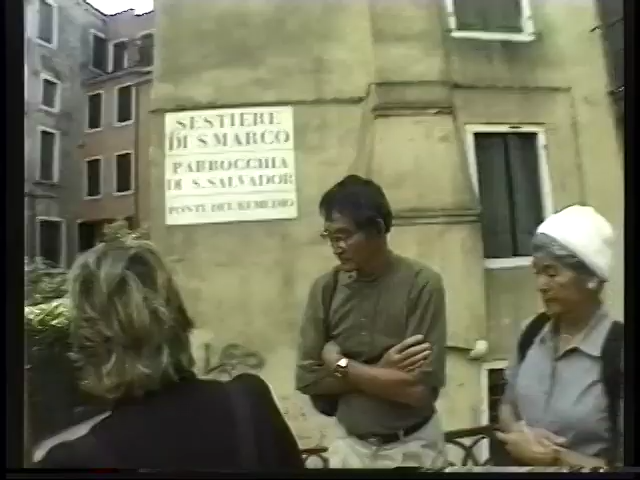 SESTIERE
DI S. MARCO
PARROCCHIA
DI S. SALVADOR
PONTE DEL REMEDIO